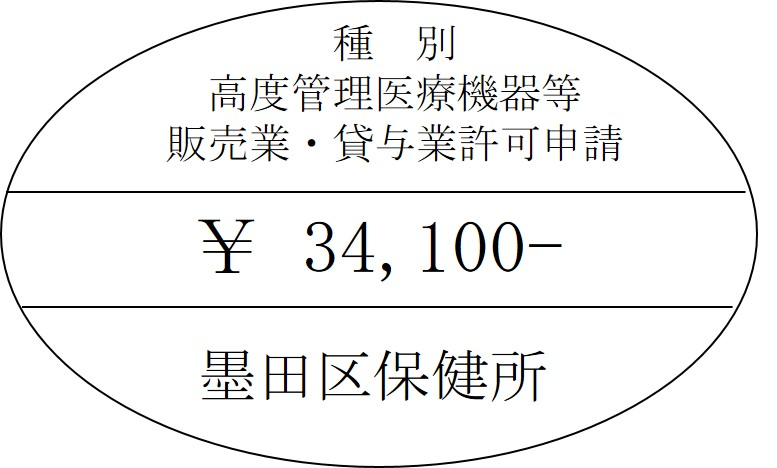 種　別
高度管理医療機器等
販売業・貸与業許可申請
￥ 34,100−
墨田区保健所